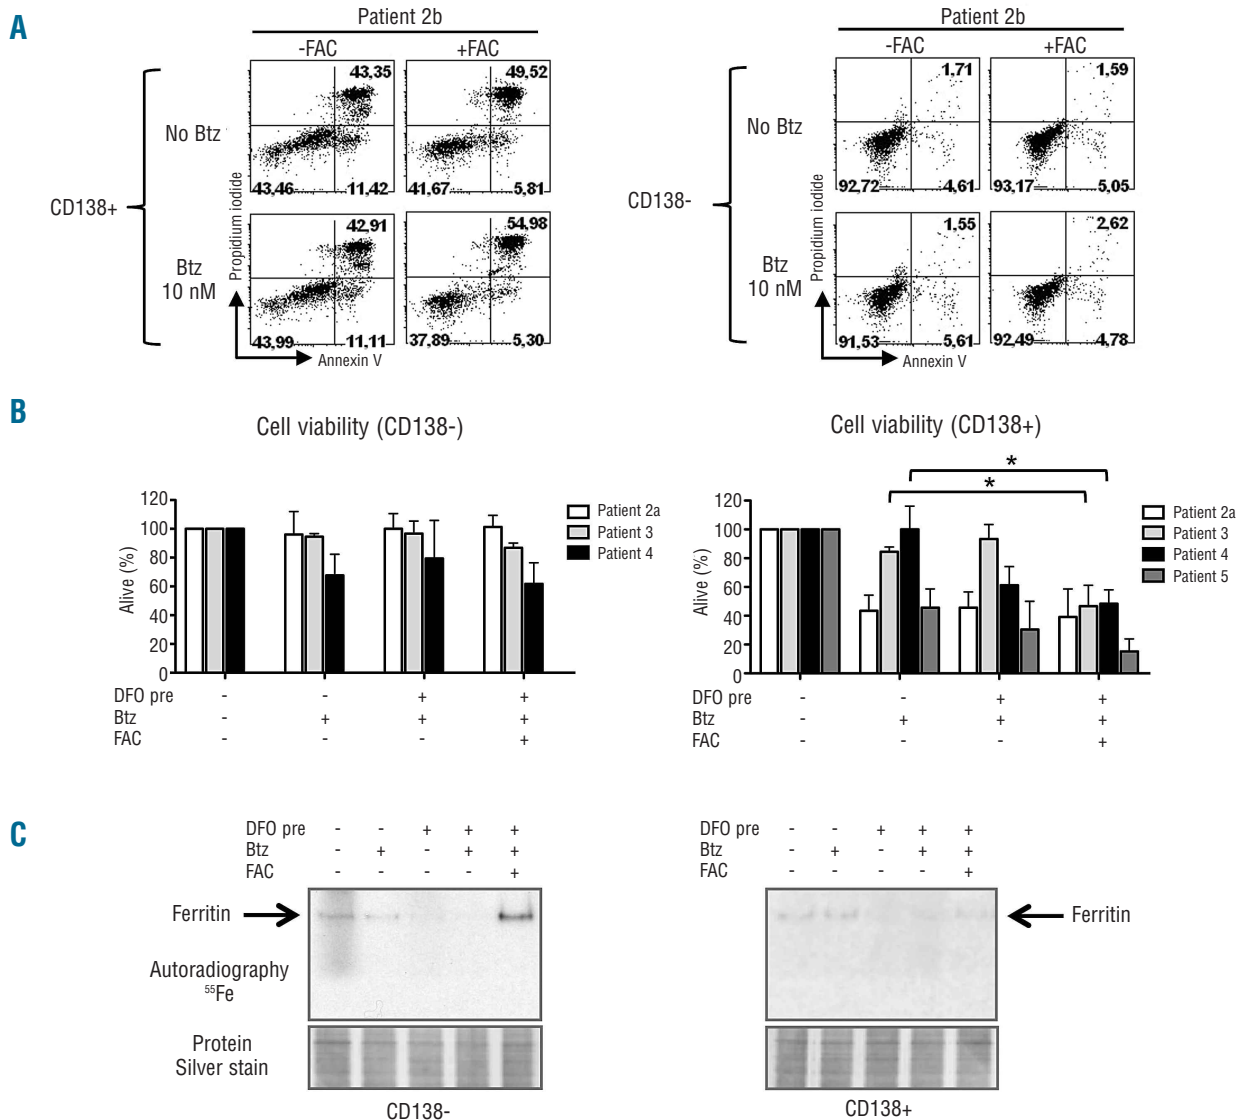 A
Patient 2b
-FAC +FAC
CD138+
No Btz
Btz
10 nM
43,35
43,46 11,42
49,52
41,67 5,81
42,91
43,99 11,11
54,98
37,89 5,30
Propidium iodide
Annexin V
Patient 2b
-FAC +FAC
CD138-
No Btz
Btz
10 nM
1,71
92,72 4,61
1,59
93,17 5,05
1,55
91,53 5,61
2,62
92,49 4,78
Propidium iodide
Annexin V
B
Cell viability (CD138-)
Alive (%)
120
100
80
60
40
20
0
Patient 2a
Patient 3
Patient 4
DFO pre - - + +
Btz - + + +
FAC - - - +
Cell viability (CD138+)
*
*
Alive (%)
120
100
80
60
40
20
0
Patient 2a
Patient 3
Patient 4
Patient 5
DFO pre - - + +
Btz - + + +
FAC - - - +
C
DFO pre - - + + +
Btz - + - + +
FAC - - - - +
Ferritin
Autoradiography
55Fe
Protein
Silver stain
CD138-
DFO pre - - + + +
Btz - + - + +
FAC - - - - +
Ferritin
CD138+